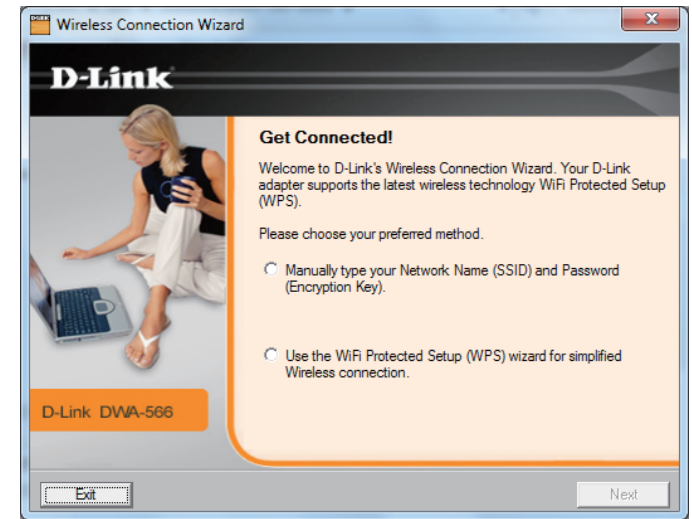 Wireless Connection Wizard
D-Link
Get Connected!
Welcome to D-Link's Wireless Connection Wizard. Your D-Link
adapter supports the latest wireless technology WiFi Protected Setup
(WPS).
Please choose your preferred method.
Manually type your Network Name (SSID) and Password
(Encryption Key).
Use the WiFi Protected Setup (WPS) wizard for simplified
Wireless connection.
D-Link DWA-566
Exit
Next